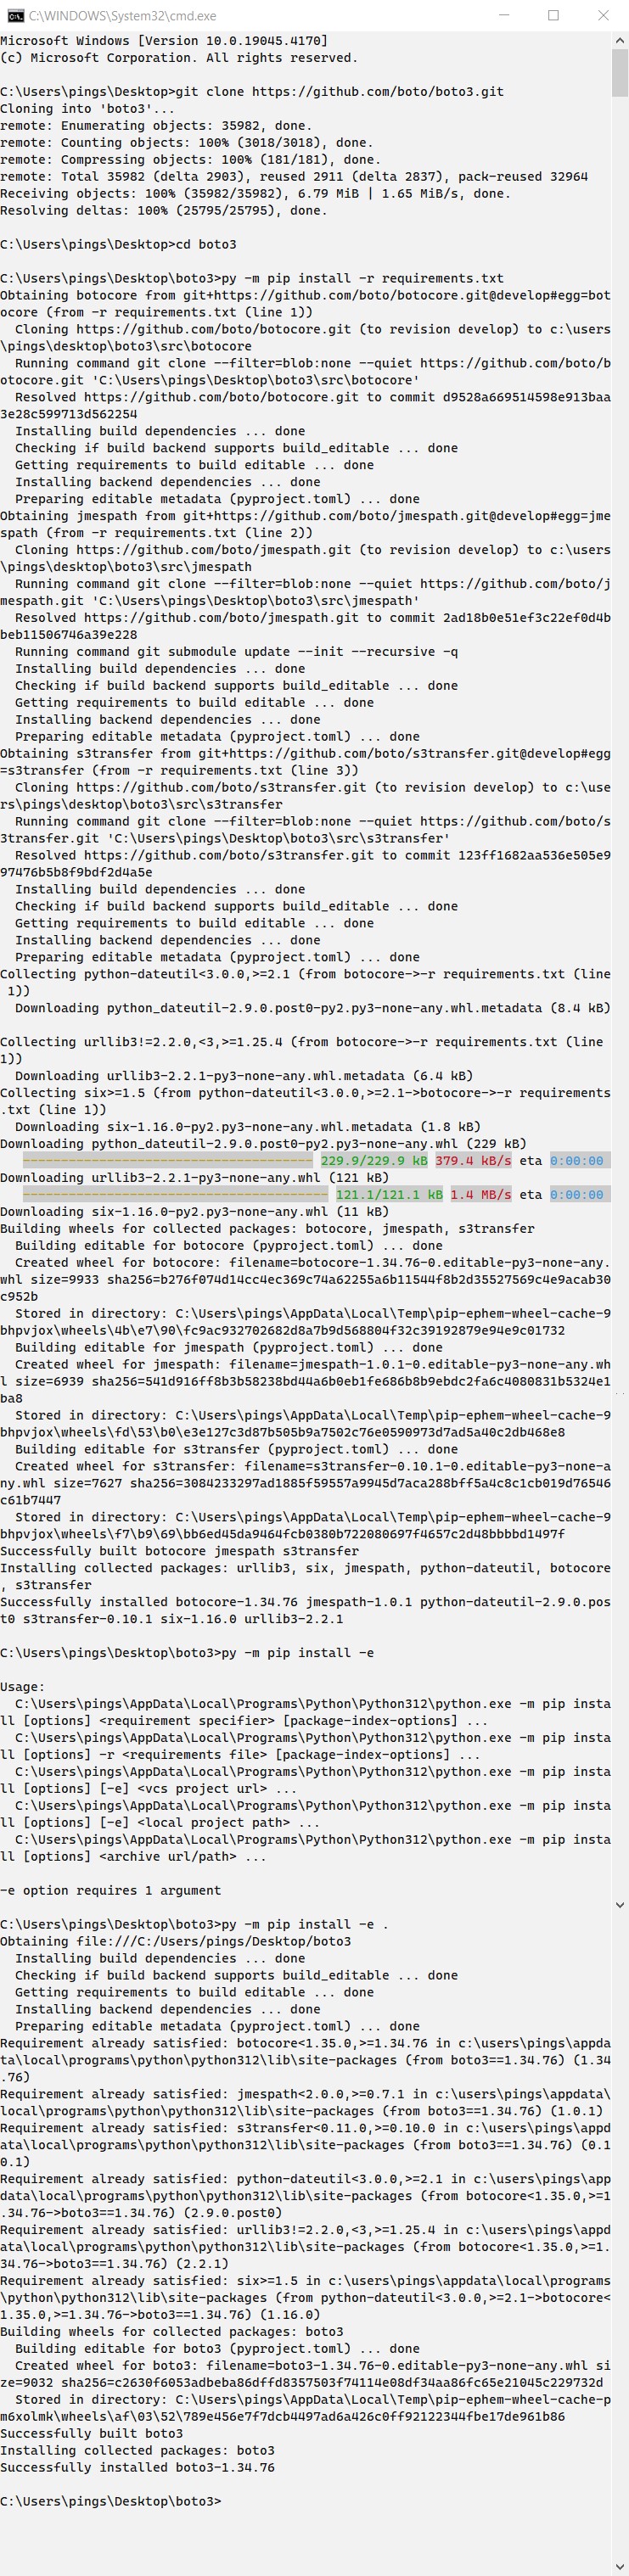 C:\WINDOWS\System32\cmd.exe
Microsoft Windows [Version 10.0.19045.4170]
(c) Microsoft Corporation. All rights reserved.
C:\Users\pings\Desktop>git clone https://github.com/boto/boto3.git
Cloning into 'boto3'...
remote: Enumerating objects: 35982, done.
remote: Counting objects: 100% (3018/3018), done.
remote: Compressing objects: 100% (181/181), done.
remote: Total 35982 (delta 2903), reused 2911 (delta 2837), pack-reused 32964
Receiving objects: 100% (35982/35982), 6.79 MiB | 1.65 MiB/s, done.
Resolving deltas: 100% (25795/25795), done.
C:\Users\pings\Desktop>cd boto3
C:\Users\pings\Desktop\boto3>py -m pip install -r requirements.txt
Obtaining botocore from git+https://github.com/boto/botocore.git@develop#egg=bot
ocore (from -r requirements.txt (line 1))
  Cloning https://github.com/boto/botocore.git (to revision develop) to c:\users
\pings\desktop\boto3\src\botocore
  Running command git clone --filter=blob:none --quiet https://github.com/boto/b
otocore.git 'C:\Users\pings\Desktop\boto3\src\botocore'
  Resolved https://github.com/boto/botocore.git to commit d9528a669514598e913baa
3e28c599713d562254
  Installing build dependencies ... done
  Checking if build backend supports build_editable ... done
  Getting requirements to build editable ... done
  Installing backend dependencies ... done
  Preparing editable metadata (pyproject.toml) ... done
Obtaining jmespath from git+https://github.com/boto/jmespath.git@develop#egg=jme
spath (from -r requirements.txt (line 2))
  Cloning https://github.com/boto/jmespath.git (to revision develop) to c:\users
\pings\desktop\boto3\src\jmespath
  Running command git clone --filter=blob:none --quiet https://github.com/boto/j
mespath.git 'C:\Users\pings\Desktop\boto3\src\jmespath'
  Resolved https://github.com/boto/jmespath.git to commit 2ad18b0e51ef3c22ef0d4b
beb11506746a39e228
  Running command git submodule update --init --recursive -q
  Installing build dependencies ... done
  Checking if build backend supports build_editable ... done
  Getting requirements to build editable ... done
  Installing backend dependencies ... done
  Preparing editable metadata (pyproject.toml) ... done
Obtaining s3transfer from git+https://github.com/boto/s3transfer.git@develop#egg
=s3transfer (from -r requirements.txt (line 3))
  Cloning https://github.com/boto/s3transfer.git (to revision develop) to c:\use
rs\pings\desktop\boto3\src\s3transfer
  Running command git clone --filter=blob:none --quiet https://github.com/boto/s
3transfer.git 'C:\Users\pings\Desktop\boto3\src\s3transfer'
  Resolved https://github.com/boto/s3transfer.git to commit 123ff1682aa536e505e9
97476b5b8f9bdf2d4a5e
  Installing build dependencies ... done
  Checking if build backend supports build_editable ... done
  Getting requirements to build editable ... done
  Installing backend dependencies ... done
  Preparing editable metadata (pyproject.toml) ... done
Collecting python-dateutil<3.0.0,>=2.1 (from botocore->-r requirements.txt (line
 1))
  Downloading python_dateutil-2.9.0.post0-py2.py3-none-any.whl.metadata (8.4 kB)
Collecting urllib3!=2.2.0,<3,>=1.25.4 (from botocore->-r requirements.txt (line
1))
  Downloading urllib3-2.2.1-py3-none-any.whl.metadata (6.4 kB)
Collecting six>=1.5 (from python-dateutil<3.0.0,>=2.1->botocore->-r requirements
.txt (line 1))
  Downloading six-1.16.0-py2.py3-none-any.whl.metadata (1.8 kB)
Downloading python_dateutil-2.9.0.post0-py2.py3-none-any.whl (229 kB)
   ---------------------------------------- 229.9/229.9 kB 379.4 kB/s eta 0:00:00
Downloading urllib3-2.2.1-py3-none-any.whl (121 kB)
   ---------------------------------------- 121.1/121.1 kB 1.4 MB/s eta 0:00:00
Downloading six-1.16.0-py2.py3-none-any.whl (11 kB)
Building wheels for collected packages: botocore, jmespath, s3transfer
  Building editable for botocore (pyproject.toml) ... done
  Created wheel for botocore: filename=botocore-1.34.76-0.editable-py3-none-any.
whl size=9933 sha256=b276f074d14cc4ec369c74a62255a6b11544f8b2d35527569c4e9acab30
c952b
  Stored in directory: C:\Users\pings\AppData\Local\Temp\pip-ephem-wheel-cache-9
bhpvjox\wheels\4b\e7\90\fc9ac932702682d8a7b9d568804f32c39192879e94e9c01732
  Building editable for jmespath (pyproject.toml) ... done
  Created wheel for jmespath: filename=jmespath-1.0.1-0.editable-py3-none-any.wh
l size=6939 sha256=541d916ff8b3b58238bd44a6b0eb1fe686b8b9ebdc2fa6c4080831b5324e1
ba8
  Stored in directory: C:\Users\pings\AppData\Local\Temp\pip-ephem-wheel-cache-9
bhpvjox\wheels\fd\53\b0\e3e127c3d87b505b9a7502c76e0590973d7ad5a40c2db468e8
  Building editable for s3transfer (pyproject.toml) ... done
  Created wheel for s3transfer: filename=s3transfer-0.10.1-0.editable-py3-none-a
ny.whl size=7627 sha256=3084233297ad1885f59557a9945d7aca288bff5a4c8c1cb019d76546
c61b7447
  Stored in directory: C:\Users\pings\AppData\Local\Temp\pip-ephem-wheel-cache-9
bhpvjox\wheels\f7\b9\69\bb6ed45da9464fcb0380b722080697f4657c2d48bbbbd1497f
Successfully built botocore jmespath s3transfer
Installing collected packages: urllib3, six, jmespath, python-dateutil, botocore
, s3transfer
Successfully installed botocore-1.34.76 jmespath-1.0.1 python-dateutil-2.9.0.pos
t0 s3transfer-0.10.1 six-1.16.0 urllib3-2.2.1
C:\Users\pings\Desktop\boto3>py -m pip install -e
Usage:
  C:\Users\pings\AppData\Local\Programs\Python\Python312\python.exe -m pip insta
ll [options] <requirement specifier> [package-index-options] ...
  C:\Users\pings\AppData\Local\Programs\Python\Python312\python.exe -m pip insta
ll [options] -r <requirements file> [package-index-options] ...
  C:\Users\pings\AppData\Local\Programs\Python\Python312\python.exe -m pip insta
ll [options] [-e] <vcs project url> ...
  C:\Users\pings\AppData\Local\Programs\Python\Python312\python.exe -m pip insta
ll [options] [-e] <local project path> ...
  C:\Users\pings\AppData\Local\Programs\Python\Python312\python.exe -m pip insta
ll [options] <archive url/path> ...
-e option requires 1 argument
C:\Users\pings\Desktop\boto3>py -m pip install -e .
Obtaining file:///C:/Users/pings/Desktop/boto3
  Installing build dependencies ... done
  Checking if build backend supports build_editable ... done
  Getting requirements to build editable ... done
  Installing backend dependencies ... done
  Preparing editable metadata (pyproject.toml) ... done
Requirement already satisfied: botocore<1.35.0,>=1.34.76 in c:\users\pings\appda
ta\local\programs\python\python312\lib\site-packages (from boto3==1.34.76) (1.34
.76)
Requirement already satisfied: jmespath<2.0.0,>=0.7.1 in c:\users\pings\appdata\
local\programs\python\python312\lib\site-packages (from boto3==1.34.76) (1.0.1)
Requirement already satisfied: s3transfer<0.11.0,>=0.10.0 in c:\users\pings\appd
ata\local\programs\python\python312\lib\site-packages (from boto3==1.34.76) (0.1
0.1)
Requirement already satisfied: python-dateutil<3.0.0,>=2.1 in c:\users\pings\app
data\local\programs\python\python312\lib\site-packages (from botocore<1.35.0,>=1
.34.76->boto3==1.34.76) (2.9.0.post0)
Requirement already satisfied: urllib3!=2.2.0,<3,>=1.25.4 in c:\users\pings\appd
ata\local\programs\python\python312\lib\site-packages (from botocore<1.35.0,>=1.
34.76->boto3==1.34.76) (2.2.1)
Requirement already satisfied: six>=1.5 in c:\users\pings\appdata\local\programs
\python\python312\lib\site-packages (from python-dateutil<3.0.0,>=2.1->botocore<
1.35.0,>=1.34.76->boto3==1.34.76) (1.16.0)
Building wheels for collected packages: boto3
  Building editable for boto3 (pyproject.toml) ... done
  Created wheel for boto3: filename=boto3-1.34.76-0.editable-py3-none-any.whl si
ze=9032 sha256=c2630f6053adbeba86dffd8357503f74114e08df34aa86fc65e21045c229732d
  Stored in directory: C:\Users\pings\AppData\Local\Temp\pip-ephem-wheel-cache-p
m6xolmk\wheels\af\03\52\789e456e7f7dcb4497ad6a426c0ff92122344fbe17de961b86
Successfully built boto3
Installing collected packages: boto3
Successfully installed boto3-1.34.76
C:\Users\pings\Desktop\boto3>